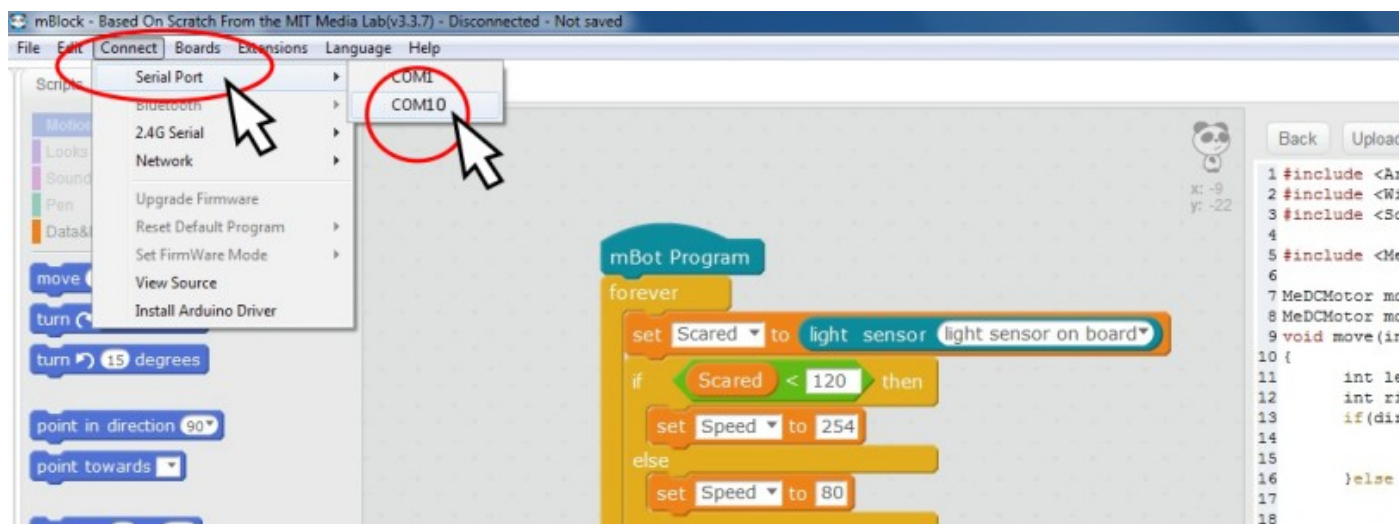 mBlock - Based On Scratch From the MIT Media Lab(v3.3.7) - Disconnected - Not saved
File Edit Connect Boards Extensions Language Help
Scripts
Serial Port
COM1
COM10
Bluetooth
2.4G Serial
Network
Upgrade Firmware
Reset Default Program
Set FirmWare Mode
View Source
Install Arduino Driver
Motion
Looks
Sound
Pen
Data&
move
turn
turn 15 degrees
point in direction 90
point towards
mBot Program
forever
set Scared to light sensor light sensor on board
if Scared < 120 then
set Speed to 254
else
set Speed to 80
x: -9
y: -22
Back Upload
1 #include <Ar
2 #include <Wi
3 #include <So
4
5 #include <Me
6
7 MeDCMotor mo
8 MeDCMotor mo
9 void move(in
10 {
11 int le
12 int ri
13 if(dir
14
15
16 }else
17
18